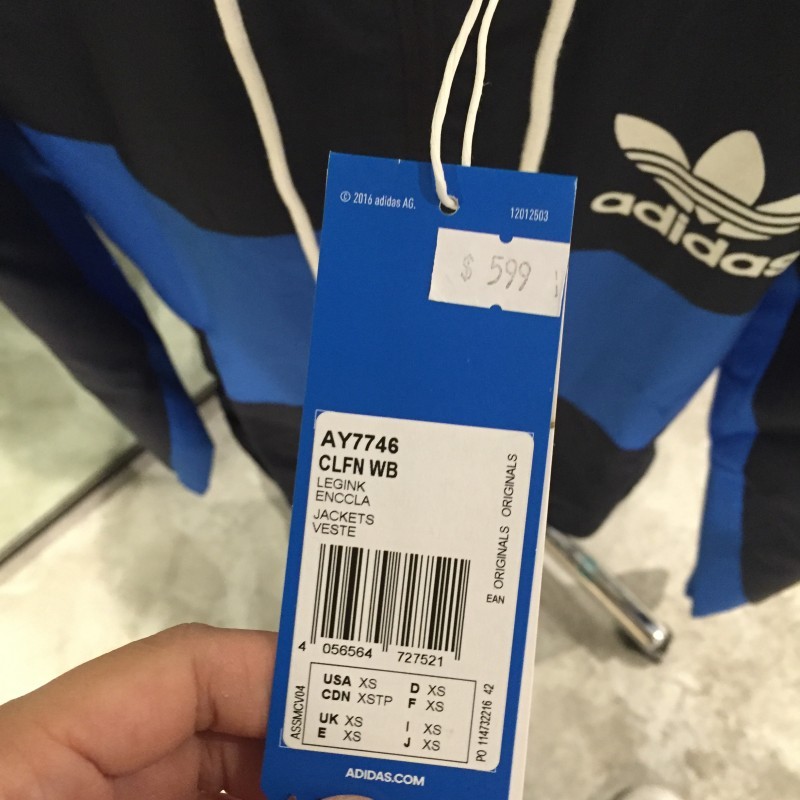 © 2016 adidas AG.
12012503
$ 599
adidas
AY7746
CLFN WB
LEGINK
ENCCLA
JACKETS
VESTE
ORIGINALS ORIGINALS
EAN
4 056564 727521
USA XS D XS
CDN XSTP F XS
UK XS I XS
E XS J XS
ASSMCV04
PO 114732216 42
ADIDAS.COM